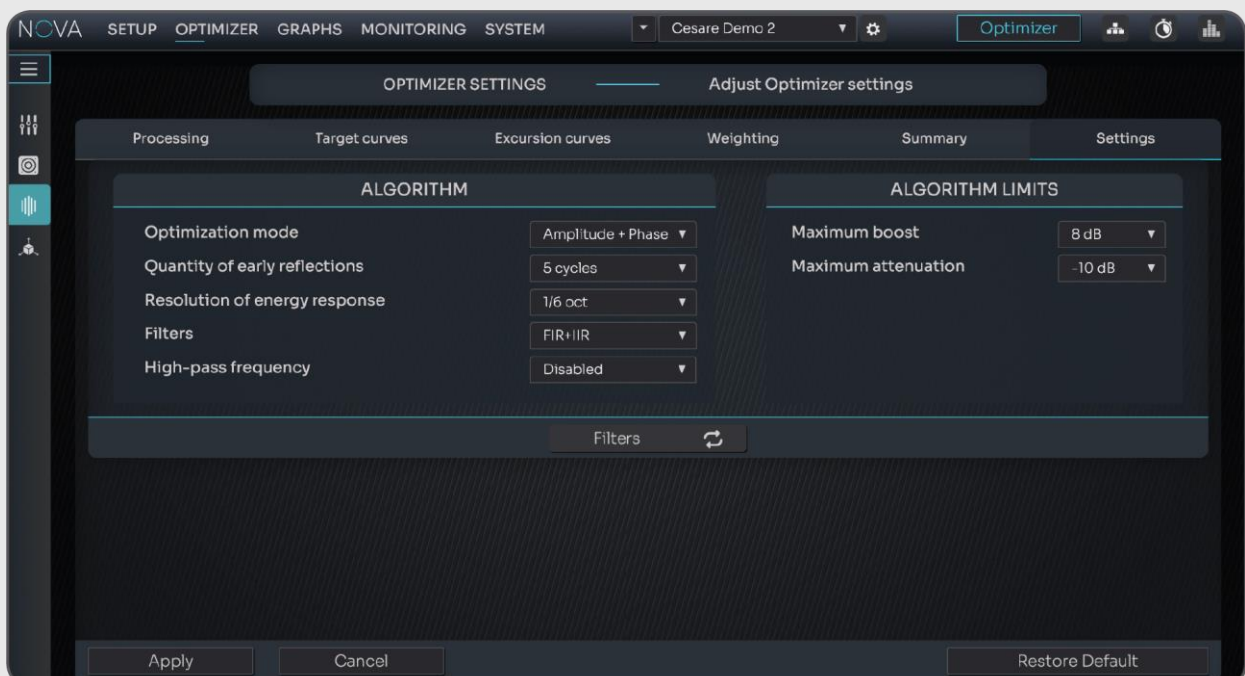 NOVA SETUP OPTIMIZER GRAPHS MONITORING SYSTEM Cesare Demo 2 Optimizer
OPTIMIZER SETTINGS Adjust Optimizer settings
Processing Target curves Excursion curves Weighting Summary Settings
ALGORITHM
Optimization mode Amplitude + Phase
Quantity of early reflections 5 cycles
Resolution of energy response 1/6 oct
Filters FIR+IIR
High-pass frequency Disabled
ALGORITHM LIMITS
Maximum boost 8 dB
Maximum attenuation -10 dB
Filters
Apply Cancel Restore Default